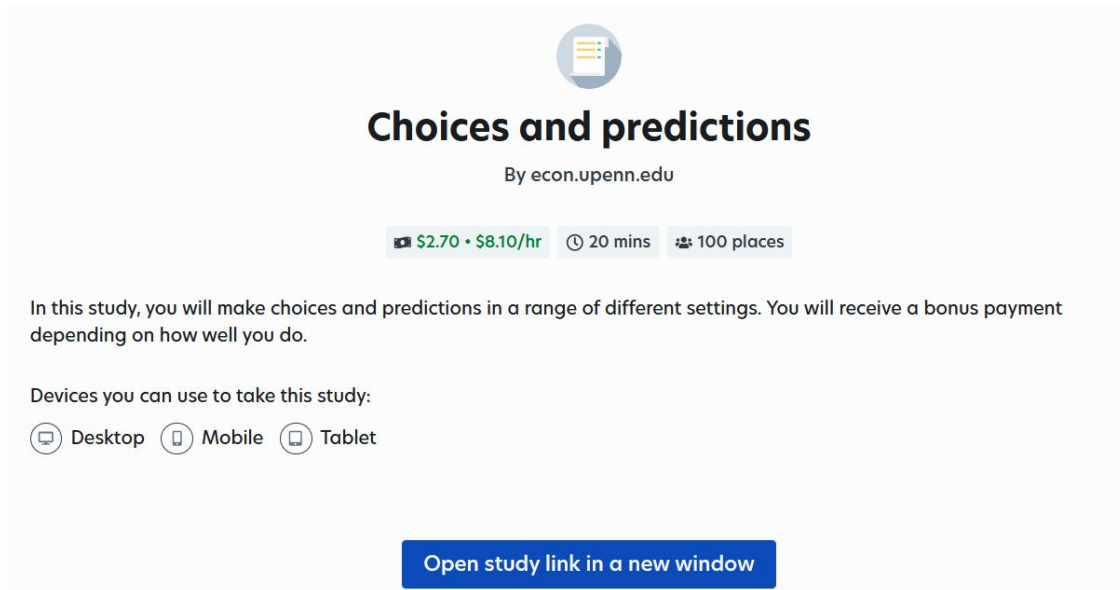 Choices and predictions
By econ.upenn.edu
$2.70 • $8.10/hr
20 mins
100 places
In this study, you will make choices and predictions in a range of different settings. You will receive a bonus payment
depending on how well you do.
Devices you can use to take this study:
Desktop
Mobile
Tablet
Open study link in a new window